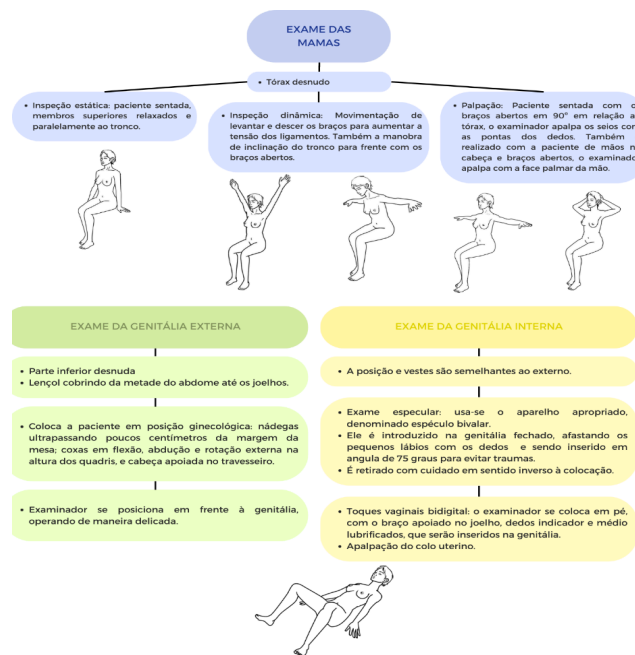 EXAME DAS
MAMAS
• Tórax desnudo
• Inspeção estática: paciente sentada,
membros superiores relaxados e
paralelamente ao tronco.
• Inspeção dinâmica: Movimentação de
levantar e descer os braços para aumentar a
tensão dos ligamentos. Também a manobra
de inclinação do tronco para frente com os
braços abertos.
• Palpação: Paciente sentada com o
braços abertos em 90º em relação a
tórax, o examinador apalpa os seios com
as pontas dos dedos. Também
realizado com a paciente de mãos n
cabeça e braços abertos, o examinado
apalpa com a face palmar da mão.
EXAME DA GENITÁLIA EXTERNA
• Parte inferior desnuda
• Lençol cobrindo da metade do abdome até os joelhos.
• Coloca a paciente em posição ginecológica: nádegas
ultrapassando poucos centímetros da margem da
mesa; coxas em flexão, abdução e rotação externa na
altura dos quadris, e cabeça apoiada no travesseiro.
• Examinador se posiciona em frente à genitália,
operando de maneira delicada.
EXAME DA GENITÁLIA INTERNA
• A posição e vestes são semelhantes ao externo.
• Exame especular: usa-se o aparelho apropriado,
denominado espéculo bivalar.
• Ele é introduzido na genitália fechado, afastando os
pequenos lábios com os dedos e sendo inserido em
angula de 75 graus para evitar traumas.
• É retirado com cuidado em sentido inverso à colocação.
• Toques vaginais bidigital: o examinador se coloca em pé,
com o braço apoiado no joelho, dedos indicador e médio
lubrificados, que serão inseridos na genitália.
• Apalpação do colo uterino.